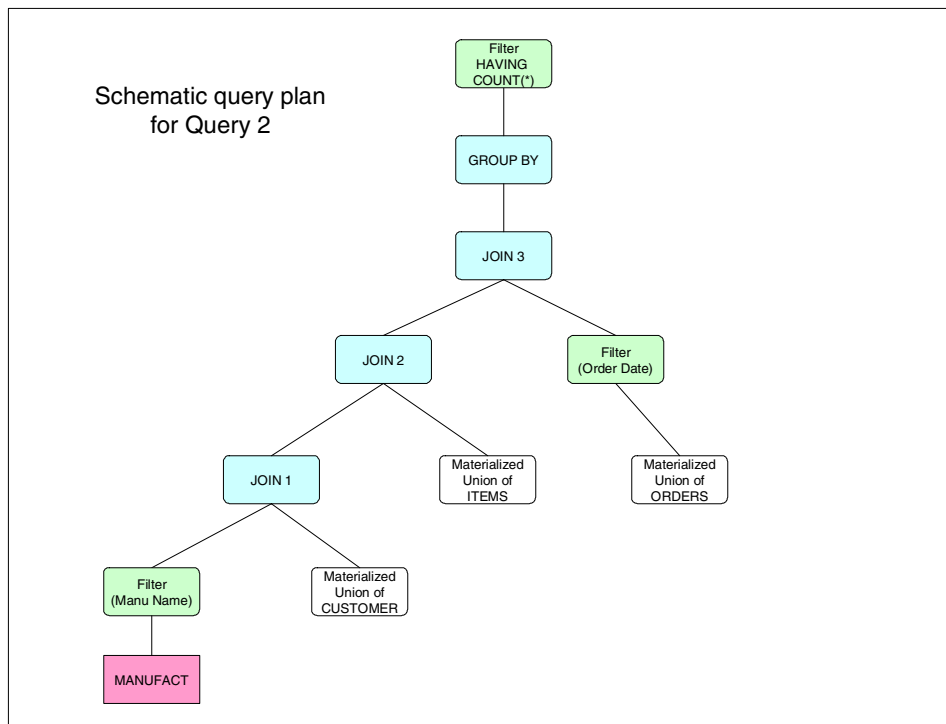 Filter
HAVING
COUNT(*)
Schematic query plan
for Query 2
GROUP BY
JOIN 3
JOIN 2
Filter
(Order Date)
JOIN 1
Materialized
Union of
ITEMS
Materialized
Union of
ORDERS
Filter
(Manu Name)
Materialized
Union of
CUSTOMER
MANUFACT